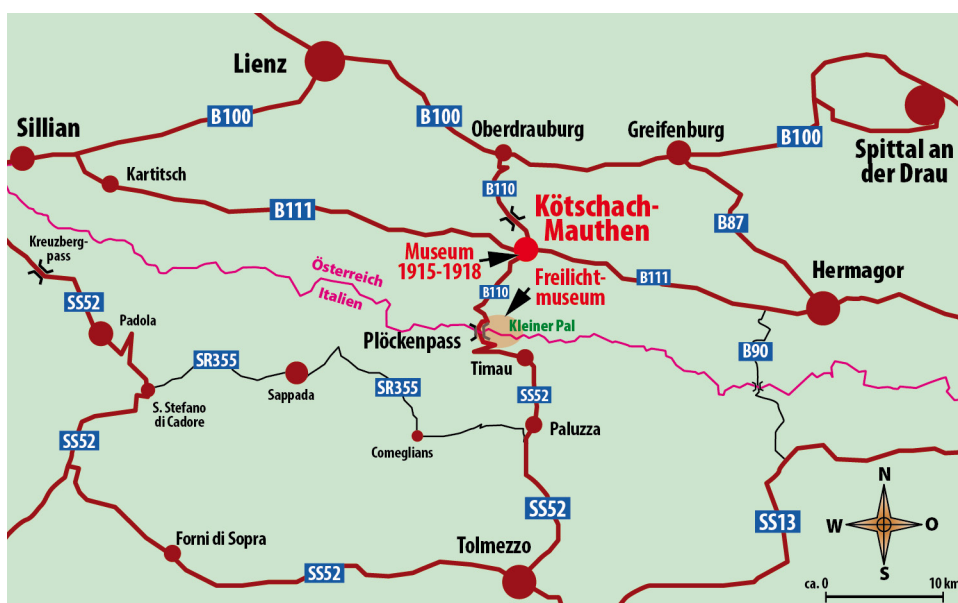 Lienz
B100
B100
Sillian
Oberdrauburg
Greifenburg
B100
Spittal an
der Drau
Kartitsch
B110
B111
Kötschach-
Mauthen
B87
Kreuzberg-
pass
Museum
1915-1918
Österreich
Italien
Freilicht-
museum
B111
Hermagor
SS52
B110
Padola
Plöckenpass
Kleiner Pal
B90
SR355
Timau
Sappada
SR355
SS52
S. Stefano
di Cadore
SS52
Paluzza
Comeglians
N
W
O
S
SS52
SS13
Forni di Sopra
Tolmezzo
SS52
ca. 0
10 km